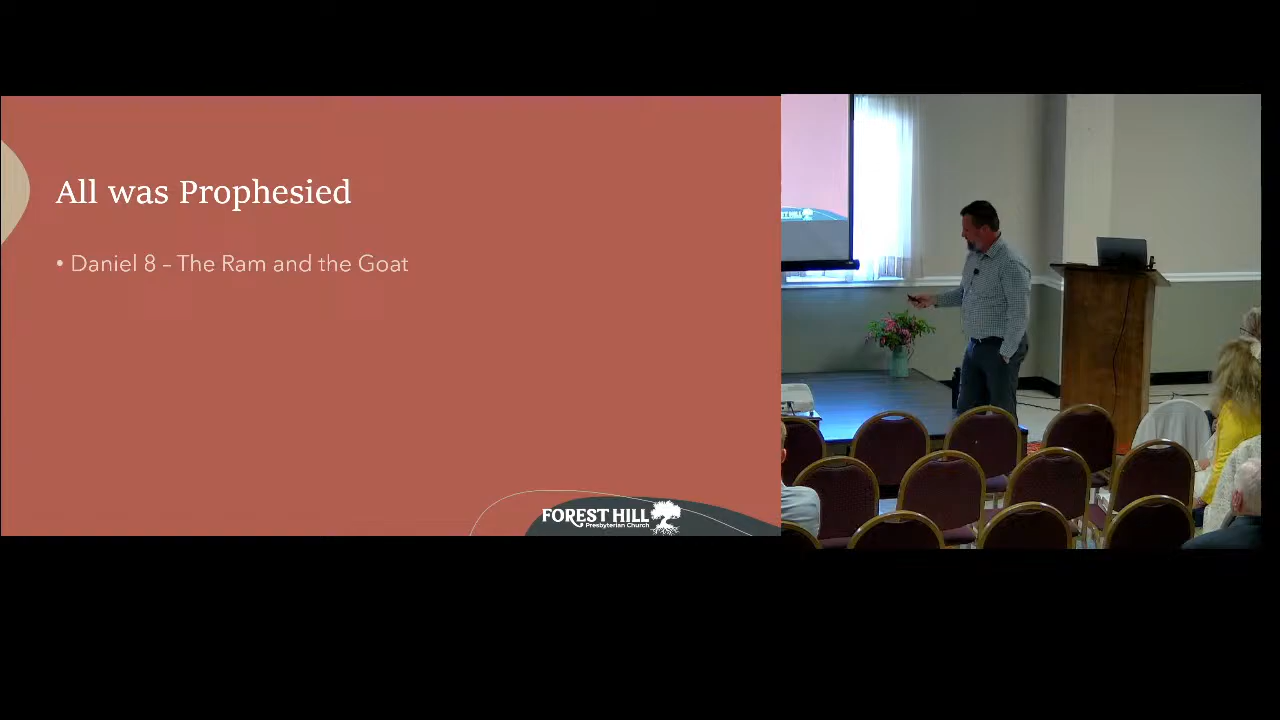 All was Prophesied
• Daniel 8 – The Ram and the Goat
FOREST HILL
Presbyterian Church